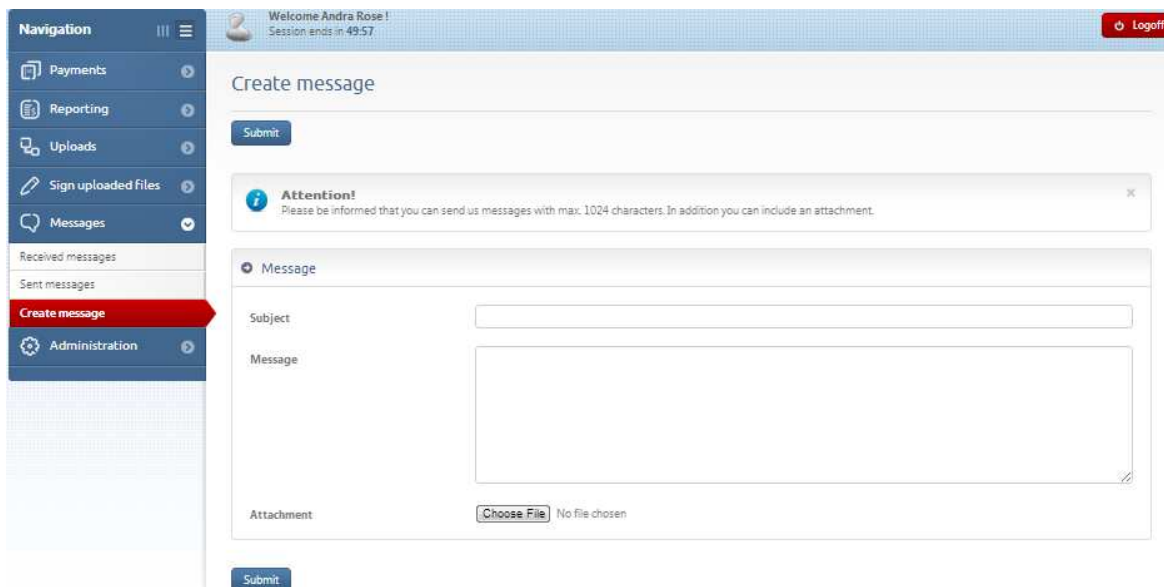 Navigation
Welcome Andra Rose !
Session ends in 49:57
Logoff
Payments
Reporting
Uploads
Sign uploaded files
Messages
Received messages
Sent messages
Create message
Administration
Create message
Submit
Attention!
Please be informed that you can send us messages with max. 1024 characters. In addition you can include an attachment.
Message
Subject
Message
Attachment
Choose File No file chosen
Submit